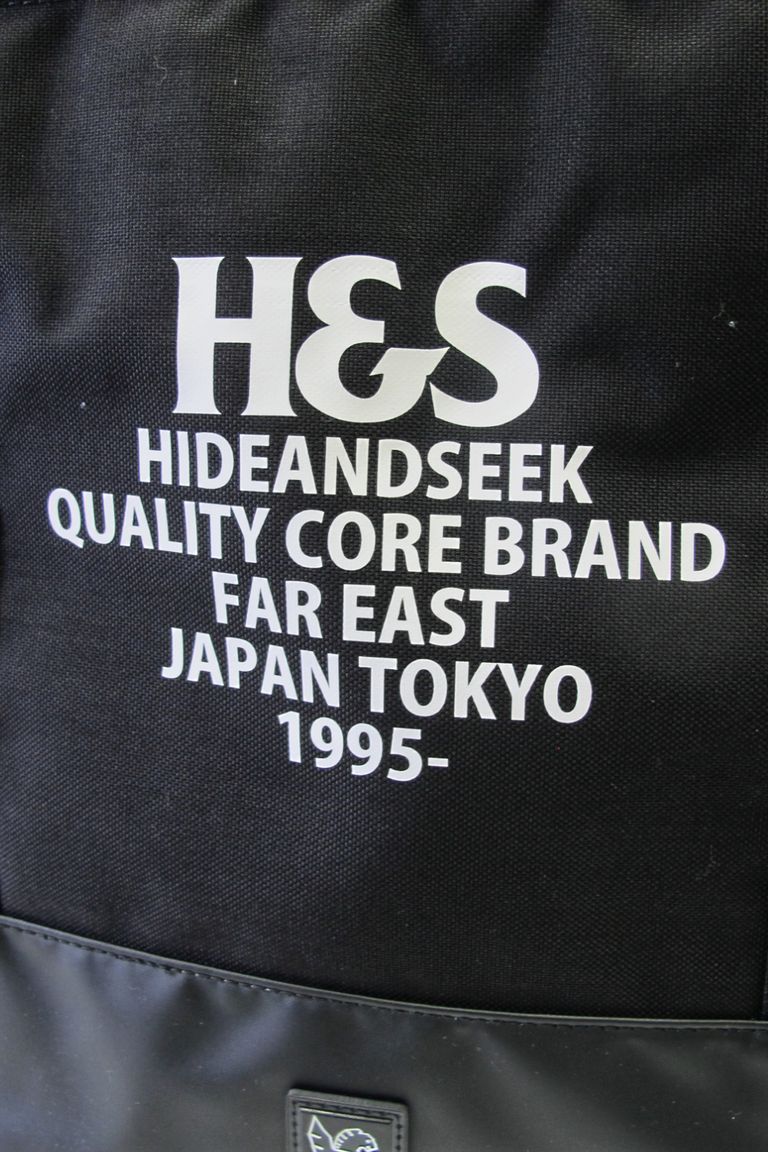 H&S
HIDEANDSEEK
QUALITY CORE BRAND
FAR EAST
JAPAN TOKYO
1995-